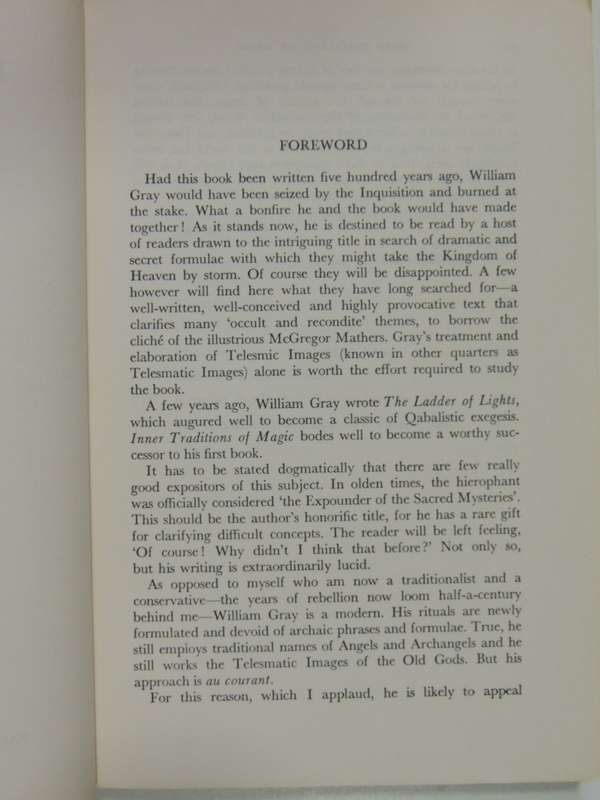 FOREWORD
Had this book been written five hundred years ago, William
Gray would have been seized by the Inquisition and burned at
the stake. What a bonfire he and the book would have made
together! As it stands now, he is destined to be read by a host
of readers drawn to the intriguing title in search of dramatic and
secret formulae with which they might take the Kingdom of
Heaven by storm. Of course they will be disappointed. A few
however will find here what they have long searched for—a
well-written, well-conceived and highly provocative text that
clarifies many ‘occult and recondite’ themes, to borrow the
cliché of the illustrious McGregor Mathers. Gray's treatment and
elaboration of Telesmic Images (known in other quarters as
Telesmatic Images) alone is worth the effort required to study
the book.
A few years ago, William Gray wrote The Ladder of Lights,
which augured well to become a classic of Qabalistic exegesis.
Inner Traditions of Magic bodes well to become a worthy suc-
cessor to his first book.
It has to be stated dogmatically that there are few really
good expositors of this subject. In olden times, the hierophant
was officially considered ‘the Expounder of the Sacred Mysteries’.
This should be the author's honorific title, for he has a rare gift
for clarifying difficult concepts. The reader will be left feeling,
‘Of course! Why didn't I think that before?’ Not only so,
but his writing is extraordinarily lucid.
As opposed to myself who am now a traditionalist and a
conservative—the years of rebellion now loom half-a-century
behind me—William Gray is a modern. His rituals are newly
formulated and devoid of archaic phrases and formulae. True, he
still employs traditional names of Angels and Archangels and he
still works the Telesmatic Images of the Old Gods. But his
approach is au courant.
For this reason, which I applaud, he is likely to appeal